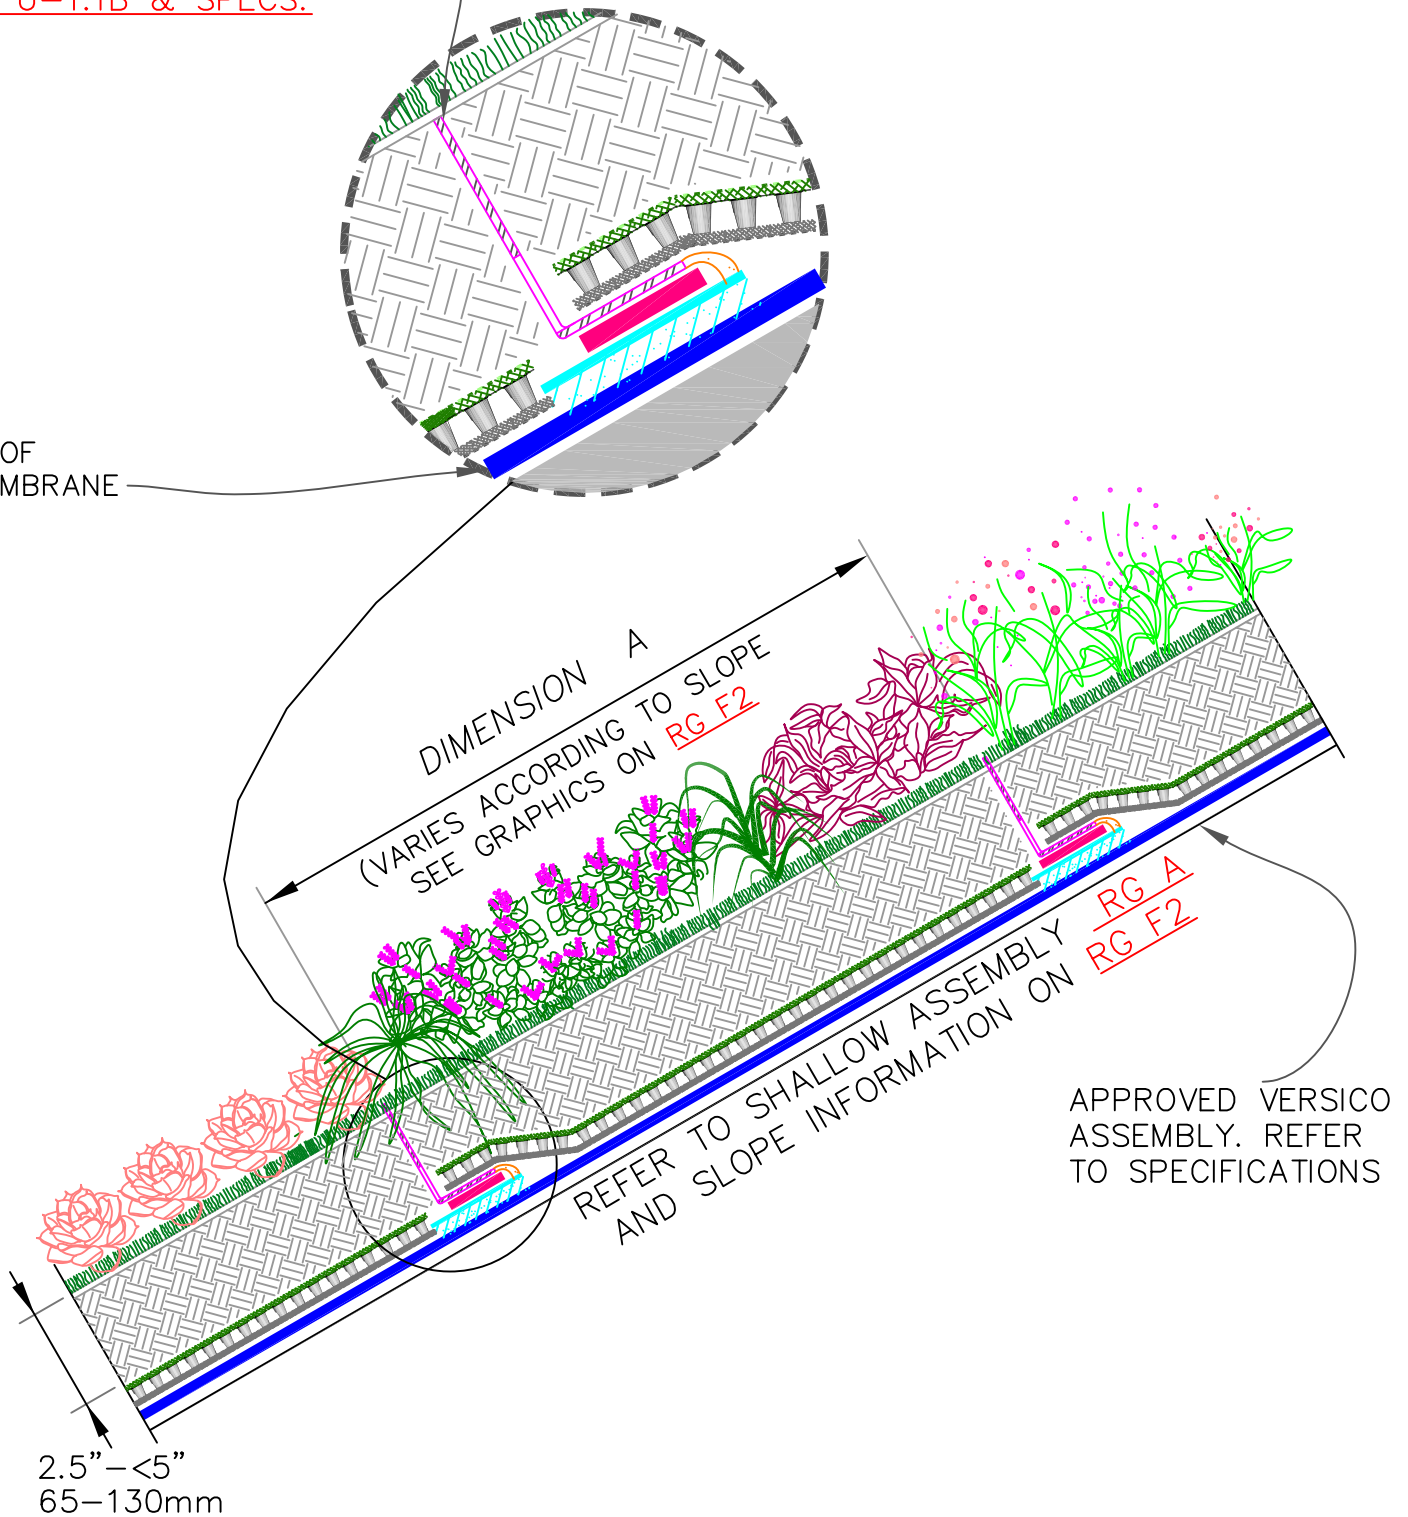 & SPECS.
OF
MBRANE
DIMENSION A
(VARIES ACCORDING TO SLOPE
SEE GRAPHICS ON RG F2
REFER TO SHALLOW ASSEMBLY RG A
AND SLOPE INFORMATION ON RG F2
APPROVED VERSICO
ASSEMBLY. REFER
TO SPECIFICATIONS
2.5”–<5”
65–130mm